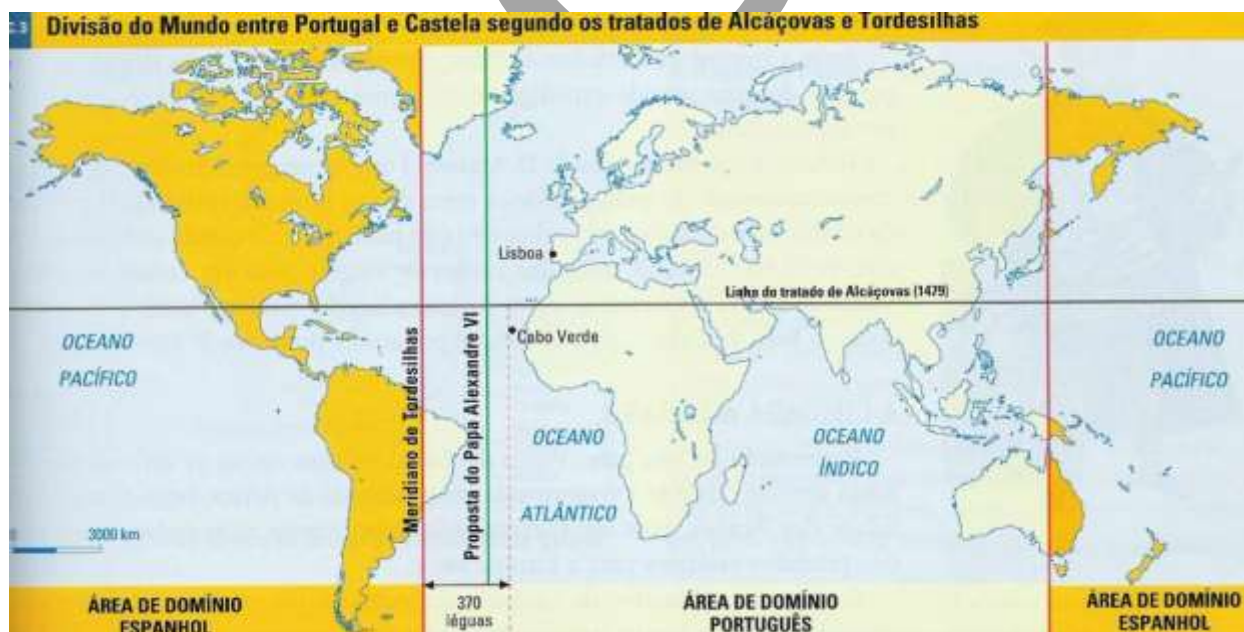 Divisão do Mundo entre Portugal e Castela segundo os tratados de Alcáçovas e Tordesilhas
Lisboa
Linha do tratado de Alcáçovas (1479)
Cabo Verde
OCEANO
PACÍFICO
Meridiano de Tordesilhas
Proposta do Papa Alexandre VI
OCEANO
ATLÂNTICO
OCEANO
ÍNDICO
OCEANO
PACÍFICO
3000 km
370
léguas
ÁREA DE DOMÍNIO
ESPANHOL
ÁREA DE DOMÍNIO
PORTUGUÊS
ÁREA DE DOMÍNIO
ESPANHOL